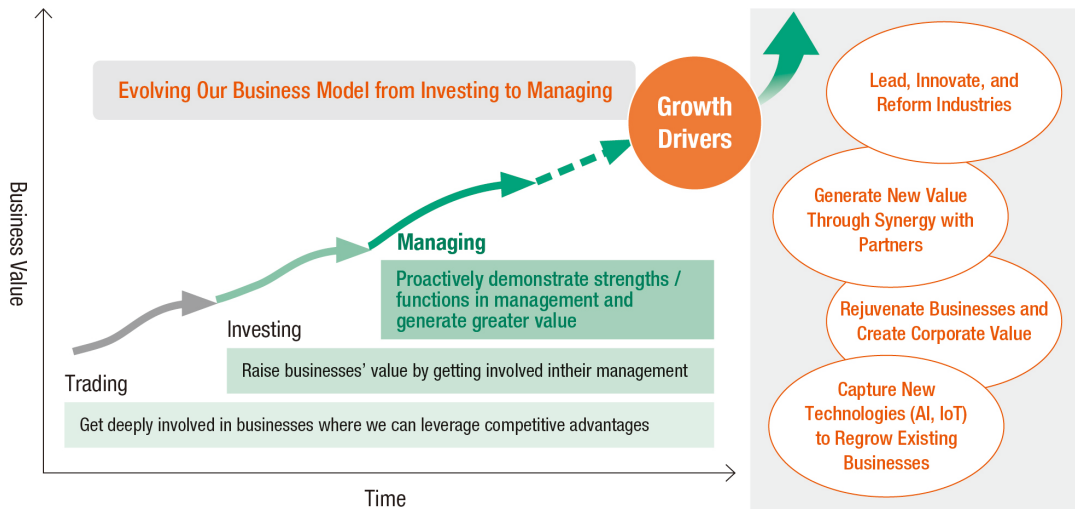 Evolving Our Business Model from Investing to Managing
Growth
Drivers
Business Value
Managing
Proactively demonstrate strengths /
functions in management and
generate greater value
Investing
Raise businesses’ value by getting involved intheir management
Trading
Get deeply involved in businesses where we can leverage competitive advantages
Time
Lead, Innovate, and
Reform Industries
Generate New Value
Through Synergy with
Partners
Rejuvenate Businesses and
Create Corporate Value
Capture New
Technologies (AI, IoT)
to Regrow Existing
Businesses